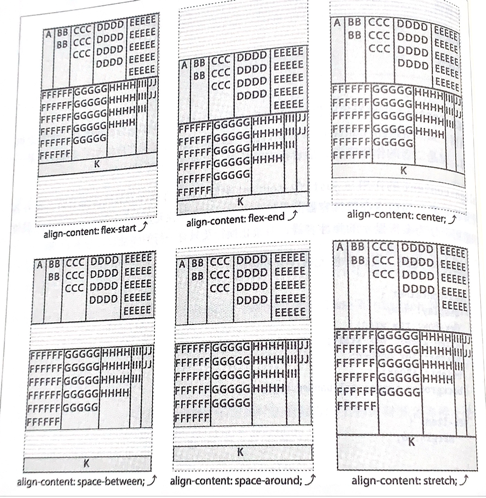 A BB CCC DDDD EEEEE
BB CCC DDDD EEEEE
CCC DDDD EEEEE
DDDD EEEEE
EEEEE
FFFFFF GGGGG HHHH III JJ
FFFFFF GGGGG HHHH III JJ
FFFFFF GGGGG HHHH III
FFFFFF GGGGG HHHH
FFFFFF GGGGG
FFFFFF
K
align-content: flex-start
A BB CCC DDDD EEEEE
BB CCC DDDD EEEEE
CCC DDDD EEEEE
DDDD EEEEE
EEEEE
FFFFFF GGGGG HHHH III JJ
FFFFFF GGGGG HHHH III JJ
FFFFFF GGGGG HHHH III
FFFFFF GGGGG HHHH
FFFFFF GGGGG
FFFFFF
K
align-content: flex-end
A BB CCC DDDD EEEEE
BB CCC DDDD EEEEE
CCC DDDD EEEEE
DDDD EEEEE
EEEEE
FFFFFF GGGGG HHHH III JJ
FFFFFF GGGGG HHHH III JJ
FFFFFF GGGGG HHHH III
FFFFFF GGGGG HHHH
FFFFFF GGGGG
FFFFFF
K
align-content: center;
A BB CCC DDDD EEEEE
BB CCC DDDD EEEEE
CCC DDDD EEEEE
DDDD EEEEE
EEEEE
FFFFFF GGGGG HHHH III JJ
FFFFFF GGGGG HHHH III JJ
FFFFFF GGGGG HHHH III
FFFFFF GGGGG HHHH
FFFFFF GGGGG
FFFFFF
K
align-content: space-between;
A BB CCC DDDD EEEEE
BB CCC DDDD EEEEE
CCC DDDD EEEEE
DDDD EEEEE
EEEEE
FFFFFF GGGGG HHHH III JJ
FFFFFF GGGGG HHHH III JJ
FFFFFF GGGGG HHHH III
FFFFFF GGGGG HHHH
FFFFFF GGGGG
FFFFFF
K
align-content: space-around;
A BB CCC DDDD EEEEE
BB CCC DDDD EEEEE
CCC DDDD EEEEE
DDDD EEEEE
EEEEE
FFFFFF GGGGG HHHH III JJ
FFFFFF GGGGG HHHH III JJ
FFFFFF GGGGG HHHH III
FFFFFF GGGGG HHHH
FFFFFF GGGGG
FFFFFF
K
align-content: stretch;